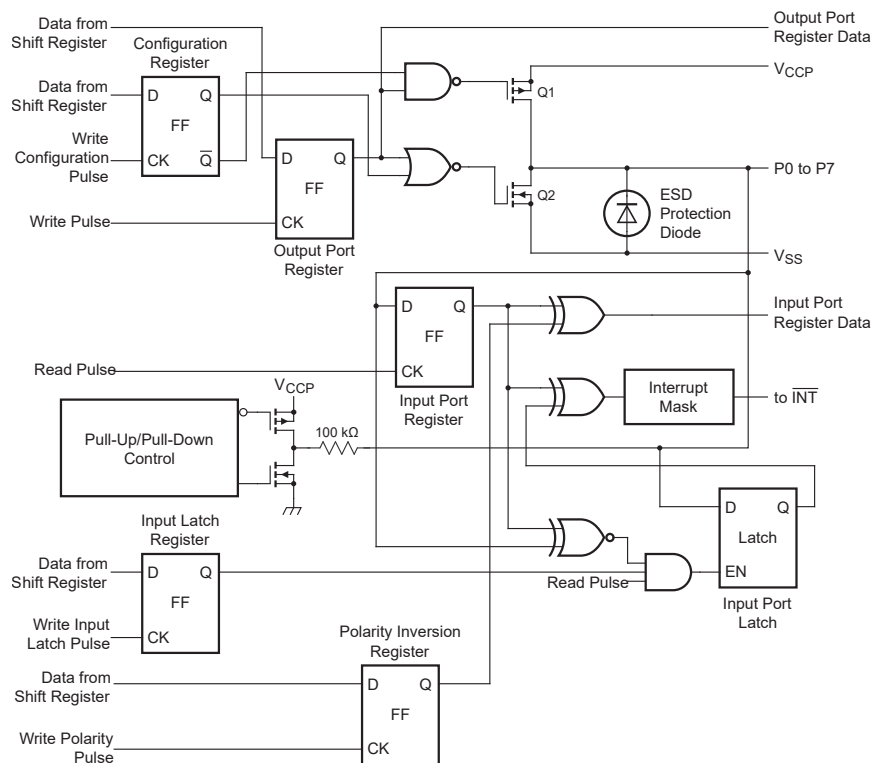 Data from
Shift Register
Configuration
Register
Output Port
Register Data
V_CCP
Data from
Shift Register
D
Q
FF
Q1
Write
Configuration
Pulse
CK
Q̅
D
Q
FF
Q2
P0 to P7
ESD
Protection
Diode
Write Pulse
CK
Output Port
Register
V_SS
D
Q
FF
Input Port
Register Data
Read Pulse
CK
Input Port
Register
V_CCP
Interrupt
Mask
to I̅N̅T̅
Pull-Up/Pull-Down
Control
100 kΩ
D
Q
Latch
EN
Input Port
Latch
Input Latch
Register
Data from
Shift Register
D
Q
FF
Read Pulse
Write Input
Latch Pulse
CK
Polarity Inversion
Register
Data from
Shift Register
D
Q
FF
Write Polarity
Pulse
CK